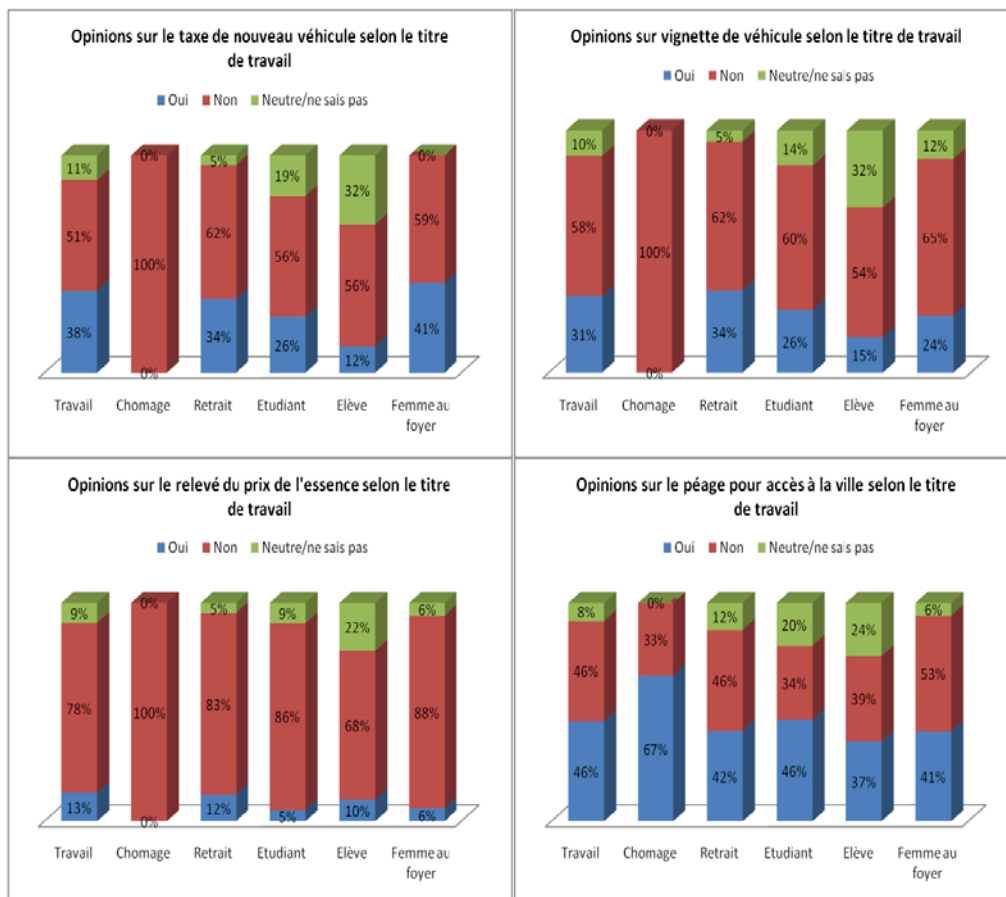 Opinions sur le taxe de nouveau véhicule selon le titre
de travail
Oui Non Neutre/ne sais pas
11% 0% 5% 19% 32% 0%
51% 100% 62% 56% 56% 59%
38% 0% 34% 26% 12% 41%
Travail Chomage Retrait Etudiant Elève Femme au
foyer
Opinions sur vignette de véhicule selon le titre de travail
Oui Non Neutre/ne sais pas
10% 0% 5% 14% 32% 12%
58% 100% 62% 60% 54% 65%
31% 0% 34% 26% 15% 24%
Travail Chomage Retrait Etudiant Elève Femme au
foyer
Opinions sur le relevé du prix de l'essence selon le titre
de travail
Oui Non Neutre/ne sais pas
9% 0% 5% 9% 22% 6%
78% 100% 83% 86% 68% 88%
13% 0% 12% 5% 10% 6%
Travail Chomage Retrait Etudiant Elève Femme au
foyer
Opinions sur le péage pour accès à la ville selon le titre
de travail
Oui Non Neutre/ne sais pas
8% 0% 12% 20% 24% 6%
46% 33% 46% 34% 39% 53%
46% 67% 42% 46% 37% 41%
Travail Chomage Retrait Etudiant Elève Femme au
foyer